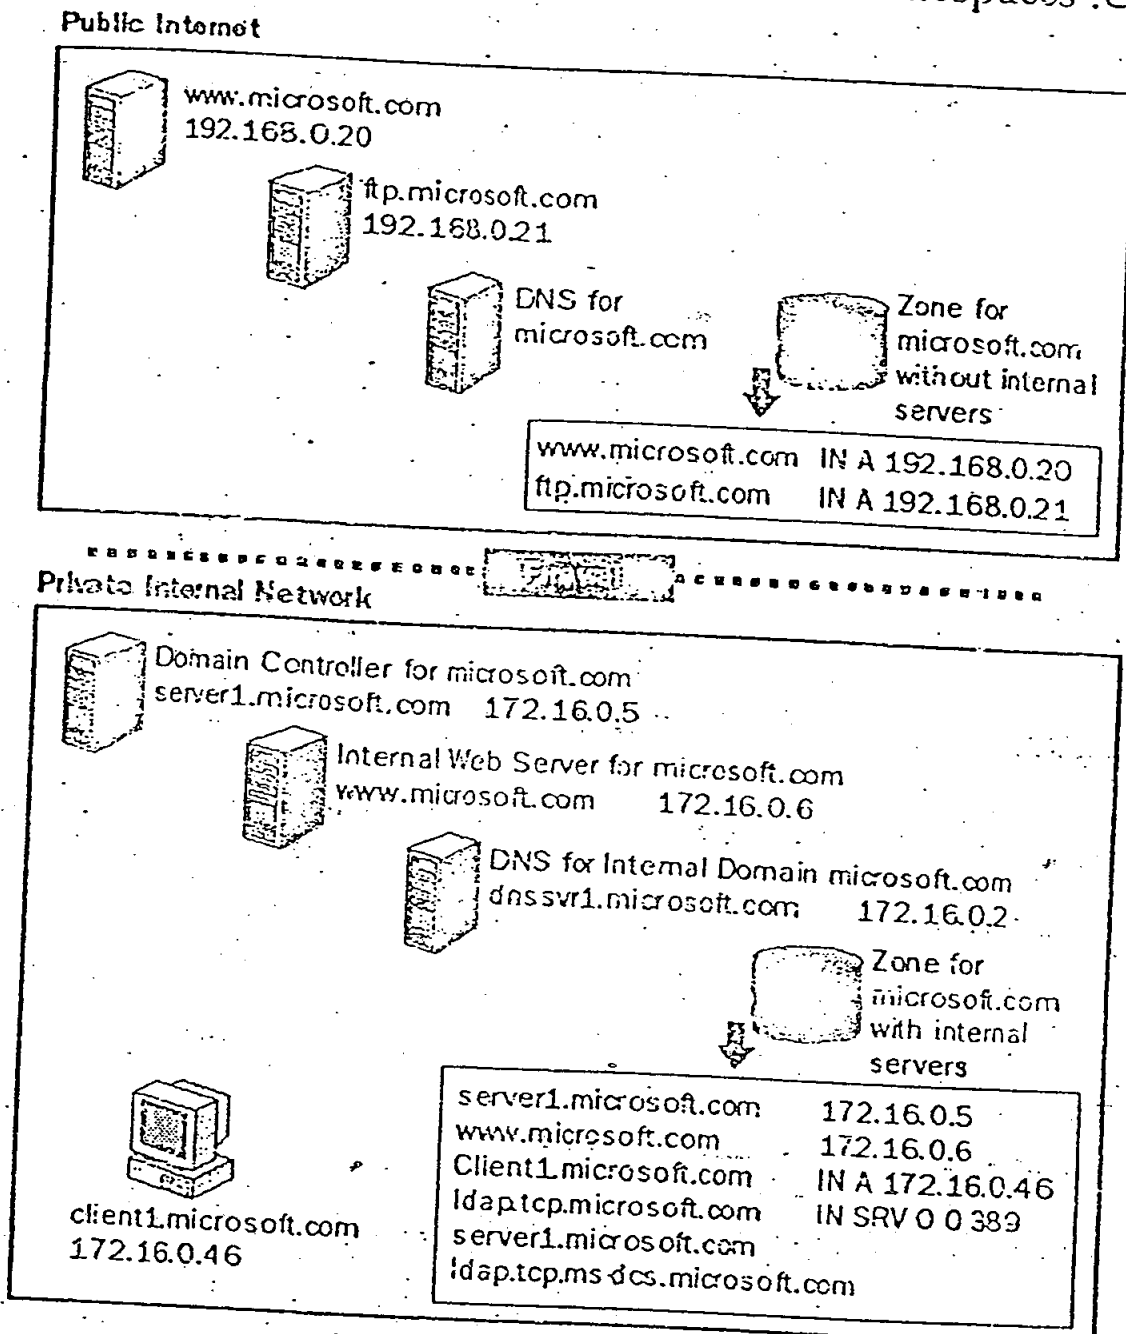 Public Internet
www.microsoft.com
192.168.0.20
ftp.microsoft.com
192.168.0.21
DNS for
microsoft.com
Zone for
microsoft.com
without internal
servers
www.microsoft.com IN A 192.168.0.20
ftp.microsoft.com IN A 192.168.0.21
Private Internal Network
Domain Controller for microsoft.com
server1.microsoft.com 172.16.0.5
Internal Web Server for microsoft.com
www.microsoft.com 172.16.0.6
DNS for Internal Domain microsoft.com
dnssvr1.microsoft.com 172.16.0.2
Zone for
microsoft.com
with internal
servers
server1.microsoft.com 172.16.0.5
www.microsoft.com 172.16.0.6
Client1.microsoft.com IN A 172.16.0.46
ldap.tcp.microsoft.com IN SRV 0 0 389
server1.microsoft.com
ldap.tcp.ms-dcs.microsoft.com
client1.microsoft.com
172.16.0.46